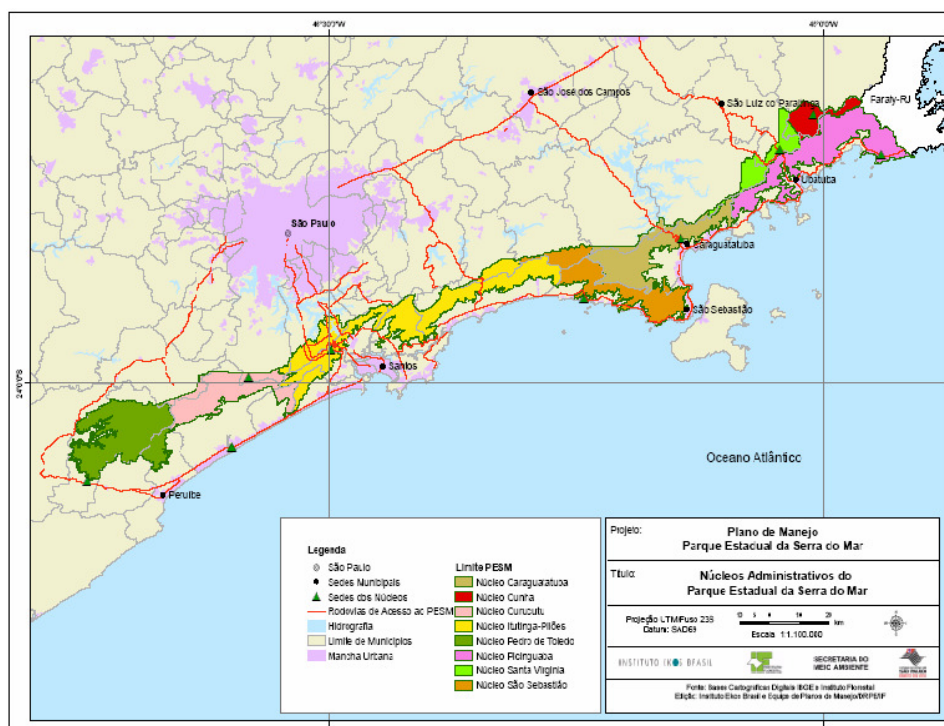 46°30'0"W
45°0'0"W
São José dos Campos
São Luiz do Paraitinga
Paraty-RJ
Ubatuba
São Paulo
Caraguatatuba
São Sebastião
Santos
24°0'0"S
Oceano Atlântico
Peruíbe
Legenda
São Paulo
Sedes Municipais
Sedes dos Núcleos
Rodovias de Acesso ao PESM
Hidrografia
Limite de Municípios
Mancha Urbana
Limite PESM
Núcleo Caraguatatuba
Núcleo Cunha
Núcleo Curucutu
Núcleo Itutinga-Pilões
Núcleo Pedro de Toledo
Núcleo Picinguaba
Núcleo Santa Virgínia
Núcleo São Sebastião
Projeto:
Plano de Manejo
Parque Estadual da Serra do Mar
Título:
Núcleos Administrativos do
Parque Estadual da Serra do Mar
Projeção UTM/Fuso 23S
Datum: SAD69
km
Escala 1:1.100.000
INSTITUTO EKOS BRASIL
SECRETARIA DO
MEIO AMBIENTE
SÃO PAULO
Fonte: Bases Cartográficas Digitais IBGE e Instituto Florestal
Edição: Instituto Ekos Brasil e Equipe de Planos de Manejo/DRPE/IF